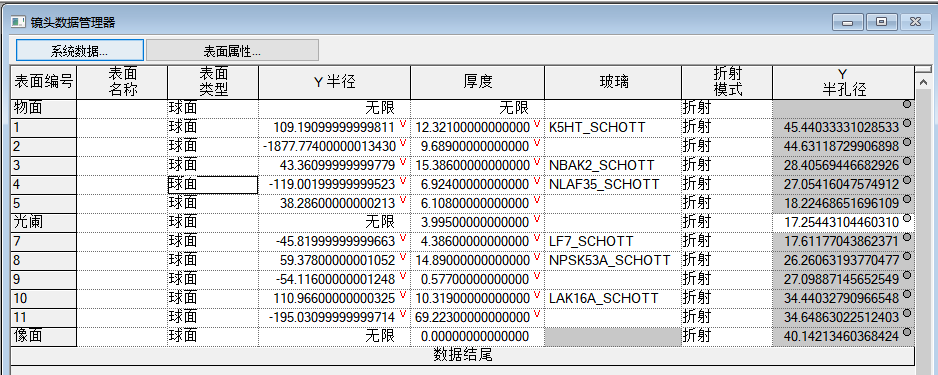 镜头数据管理器
系统数据... 表面属性...
表面编号 表面名称 表面类型 Y 半径 厚度 玻璃 折射模式 Y 半孔径
物面 球面 无限 无限 折射
1 球面 109.19099999999811 V 12.32100000000000 V K5HT_SCHOTT 折射 45.44033331028533
2 球面 -1877.77400000013430 V 9.68900000000000 V 折射 44.63118729906898
3 球面 43.36099999999779 V 15.38600000000000 V NBAK2_SCHOTT 折射 28.40569446682926
4 球面 -119.00199999999523 V 6.92400000000000 V NLAF35_SCHOTT 折射 27.05416047574912
5 球面 38.28600000000213 V 6.10800000000000 V 折射 18.22468651696109
光阑 球面 无限 3.99500000000000 V 折射 17.25443104460310
7 球面 -45.81999999999663 V 4.38600000000000 V LF7_SCHOTT 折射 17.61177043862371
8 球面 59.37800000001052 V 14.89000000000000 V NPSK53A_SCHOTT 折射 26.26063193770477
9 球面 -54.11600000001248 V 0.57700000000000 V 折射 27.09887145652549
10 球面 110.96600000000325 V 10.31900000000000 V LAK16A_SCHOTT 折射 34.44032790966548
11 球面 -195.03099999999714 V 69.22300000000000 V 折射 34.64863022512403
像面 球面 无限 0.00000000000000 折射 40.14213460368424
数据结尾